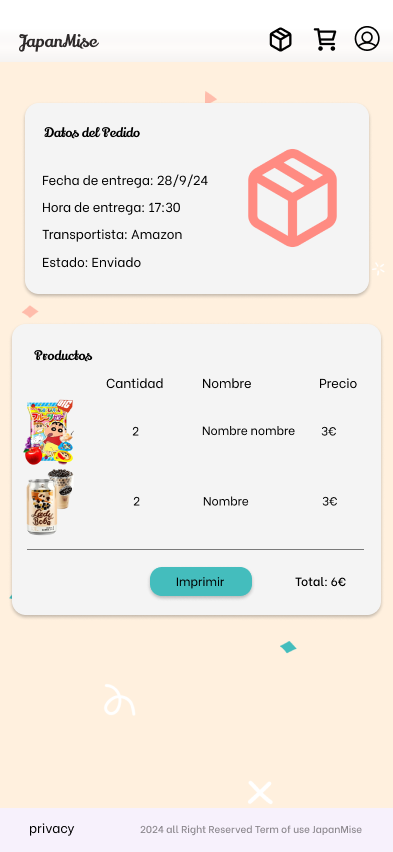 JapanMise
Datos del Pedido
Fecha de entrega: 28/9/24
Hora de entrega: 17:30
Transportista: Amazon
Estado: Enviado
Productos
Cantidad Nombre Precio
2 Nombre nombre 3€
2 Nombre 3€
Imprimir Total: 6€
privacy 2024 all Right Reserved Term of use JapanMise